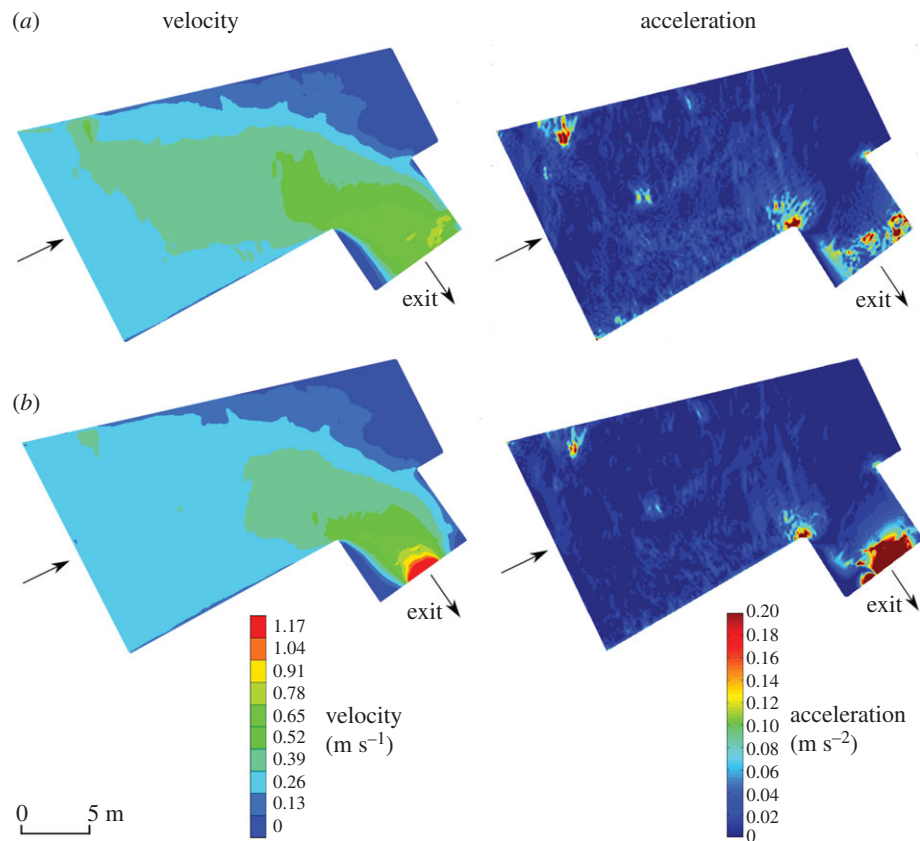 (a)
velocity
acceleration
exit
exit
(b)
exit
exit
1.17
1.04
0.91
0.78
0.65
0.52
0.39
0.26
0.13
0
velocity
(m s⁻¹)
0.20
0.18
0.16
0.14
0.12
0.10
0.08
0.06
0.04
0.02
0
acceleration
(m s⁻²)
0 5 m